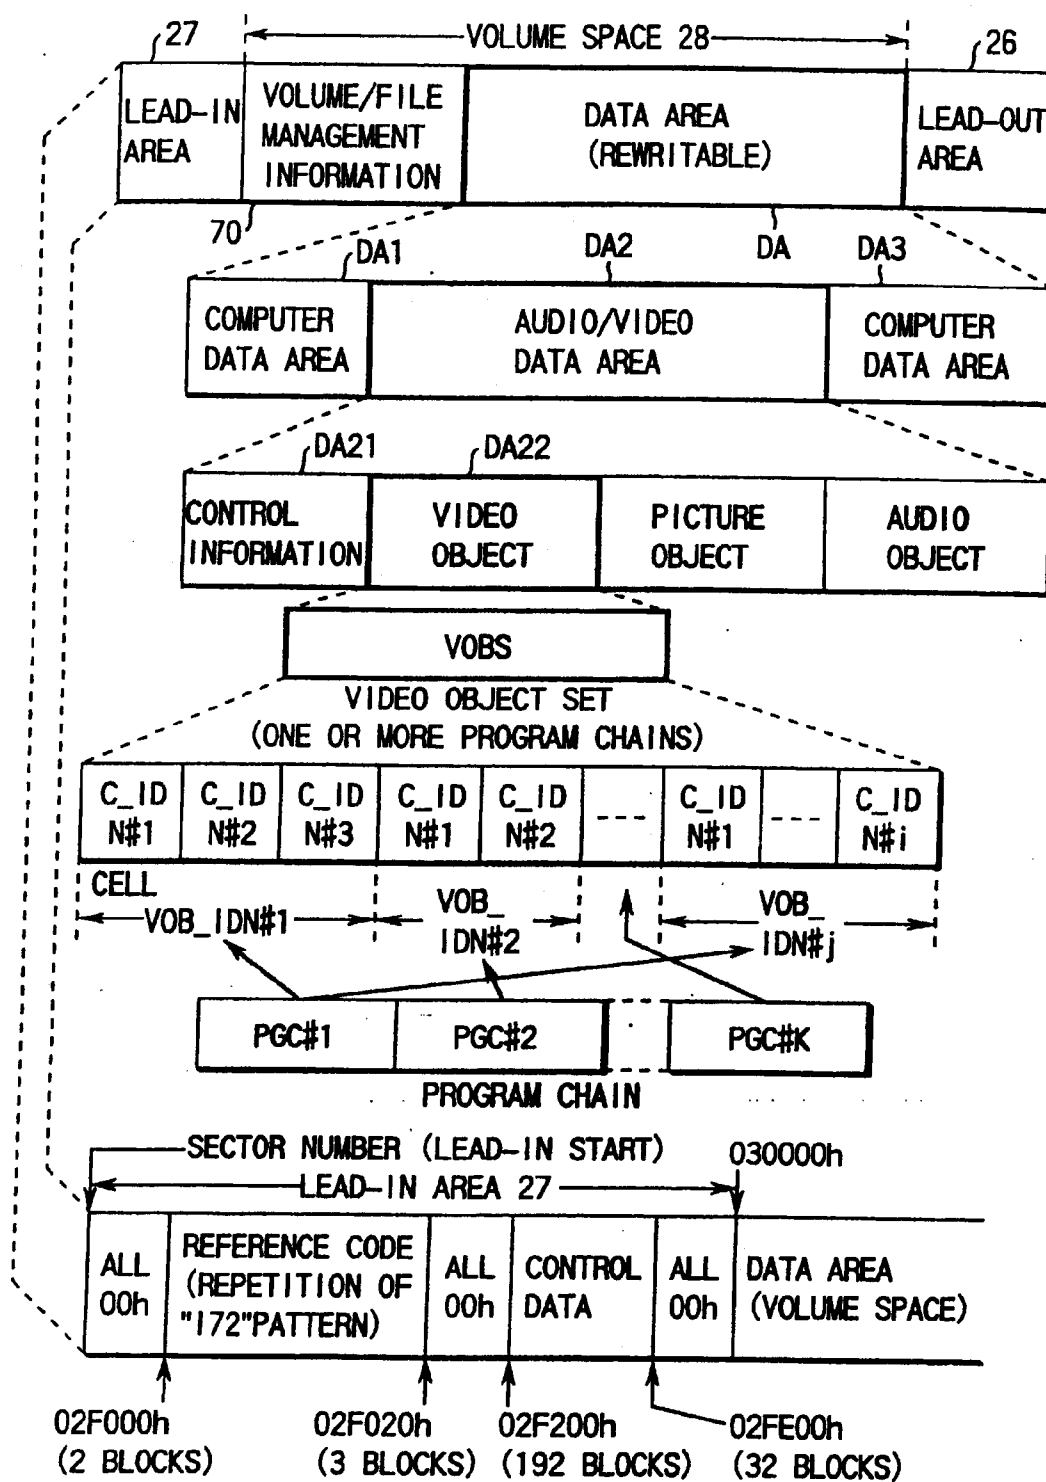 27
VOLUME SPACE 28
26
LEAD-IN
AREA
VOLUME/FILE
MANAGEMENT
INFORMATION
DATA AREA
(REWRITABLE)
LEAD-OUT
AREA
70
DA
DA1
DA2
DA3
COMPUTER
DATA AREA
AUDIO/VIDEO
DATA AREA
COMPUTER
DATA AREA
DA21
DA22
CONTROL
INFORMATION
VIDEO
OBJECT
PICTURE
OBJECT
AUDIO
OBJECT
VOBS
VIDEO OBJECT SET
(ONE OR MORE PROGRAM CHAINS)
C_ID
N#1
C_ID
N#2
C_ID
N#3
C_ID
N#1
C_ID
N#2
C_ID
N#1
C_ID
N#i
CELL
VOB_IDN#1
VOB_
IDN#2
VOB_
IDN#j
PGC#1
PGC#2
PGC#K
PROGRAM CHAIN
SECTOR NUMBER (LEAD-IN START)
030000h
LEAD-IN AREA 27
ALL
00h
REFERENCE CODE
(REPETITION OF
"172"PATTERN)
ALL
00h
CONTROL
DATA
ALL
00h
DATA AREA
(VOLUME SPACE)
02F000h
(2 BLOCKS)
02F020h
(3 BLOCKS)
02F200h
(192 BLOCKS)
02FE00h
(32 BLOCKS)